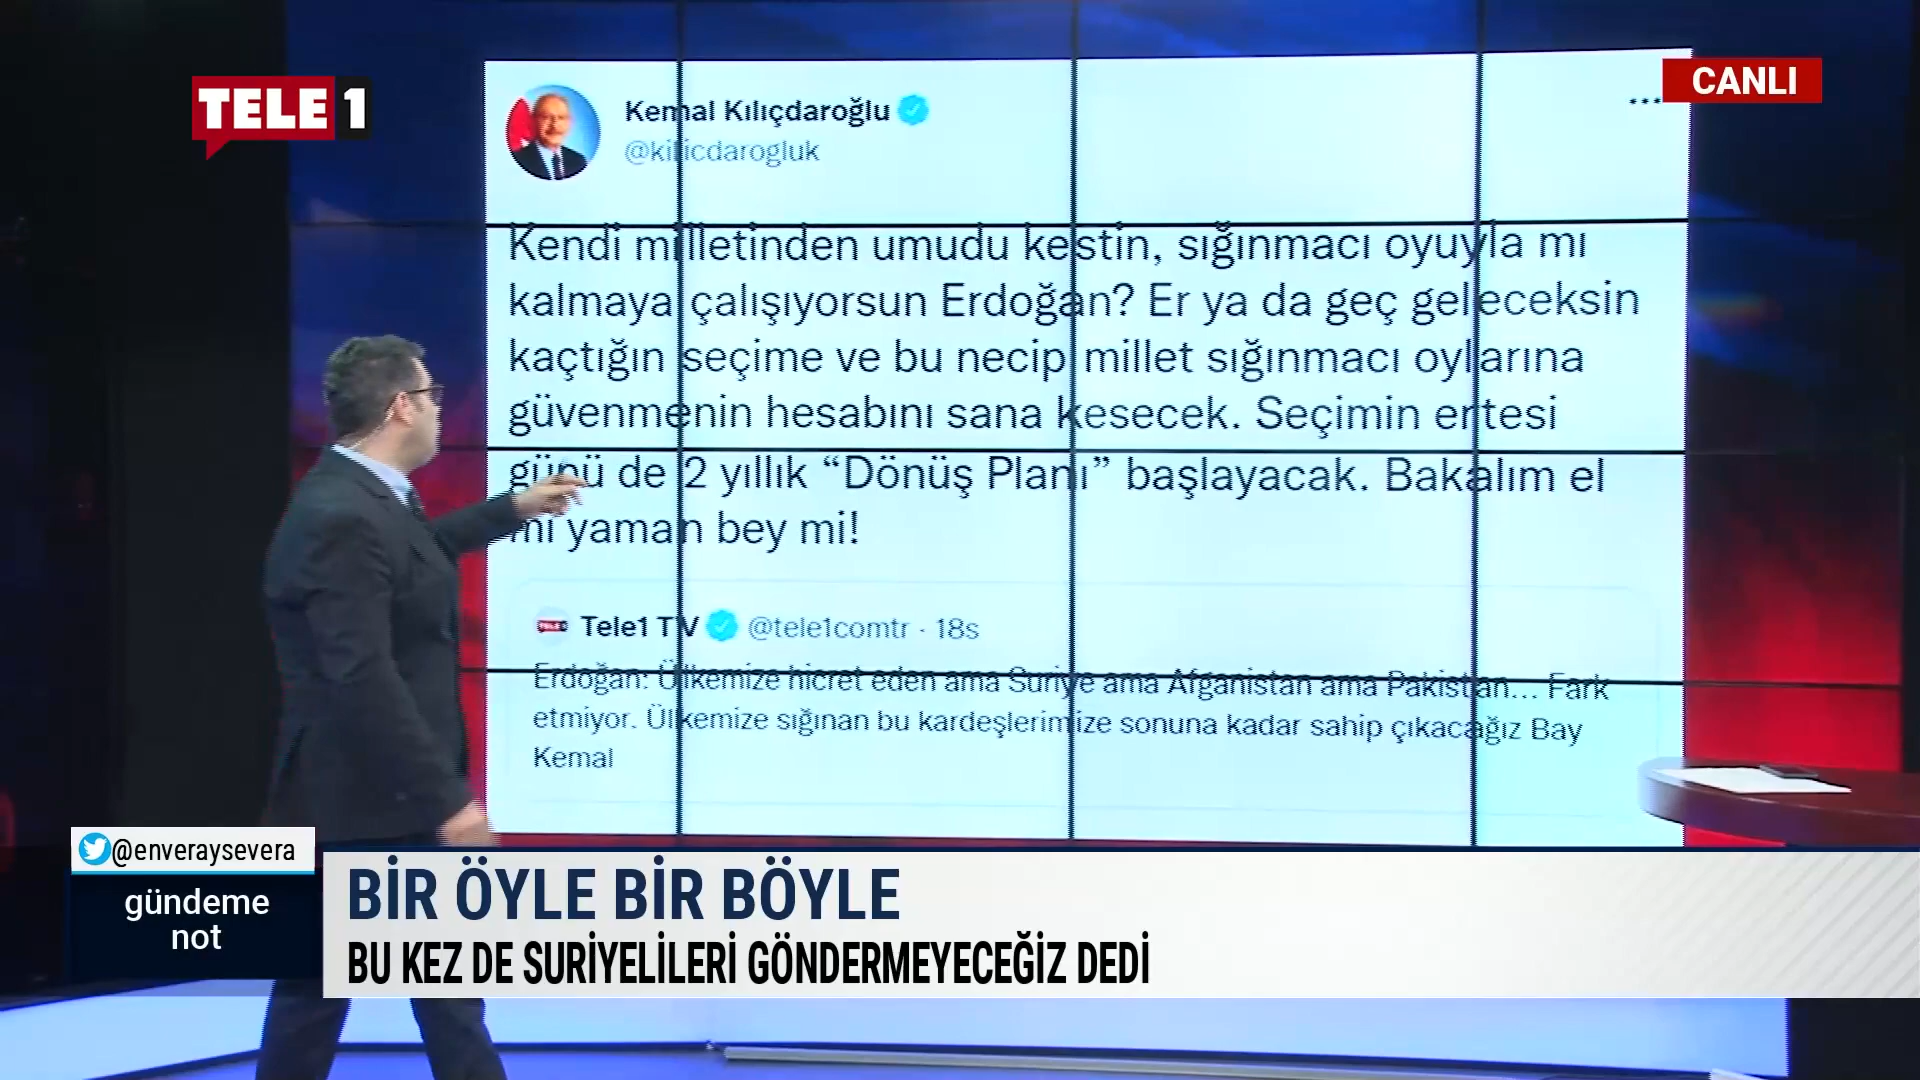 TELE 1
CANLI
Kemal Kılıçdaroğlu
@kilicdarogluk
Kendi milletinden umudu kestin, sığınmacı oyuyla mı
kalmaya çalışıyorsun Erdoğan? Er ya da geç geleceksin
kaçtığın seçime ve bu necip millet sığınmacı oylarına
güvenmenin hesabını sana kesecek. Seçimin ertesi
günü de 2 yıllık “Dönüş Planı” başlayacak. Bakalım el
mi yaman bey mi!
TELE1 Tele1 TV @tele1comtr · 18s
Erdoğan: Ülkemize hicret eden ama Suriye ama Afganistan ama Pakistan... Fark
etmiyor. Ülkemize sığınan bu kardeşlerimize sonuna kadar sahip çıkacağız Bay
Kemal
@enveraysevera
gündeme
not
BİR ÖYLE BİR BÖYLE
BU KEZ DE SURİYELİLERİ GÖNDERMEYECEĞİZ DEDİ